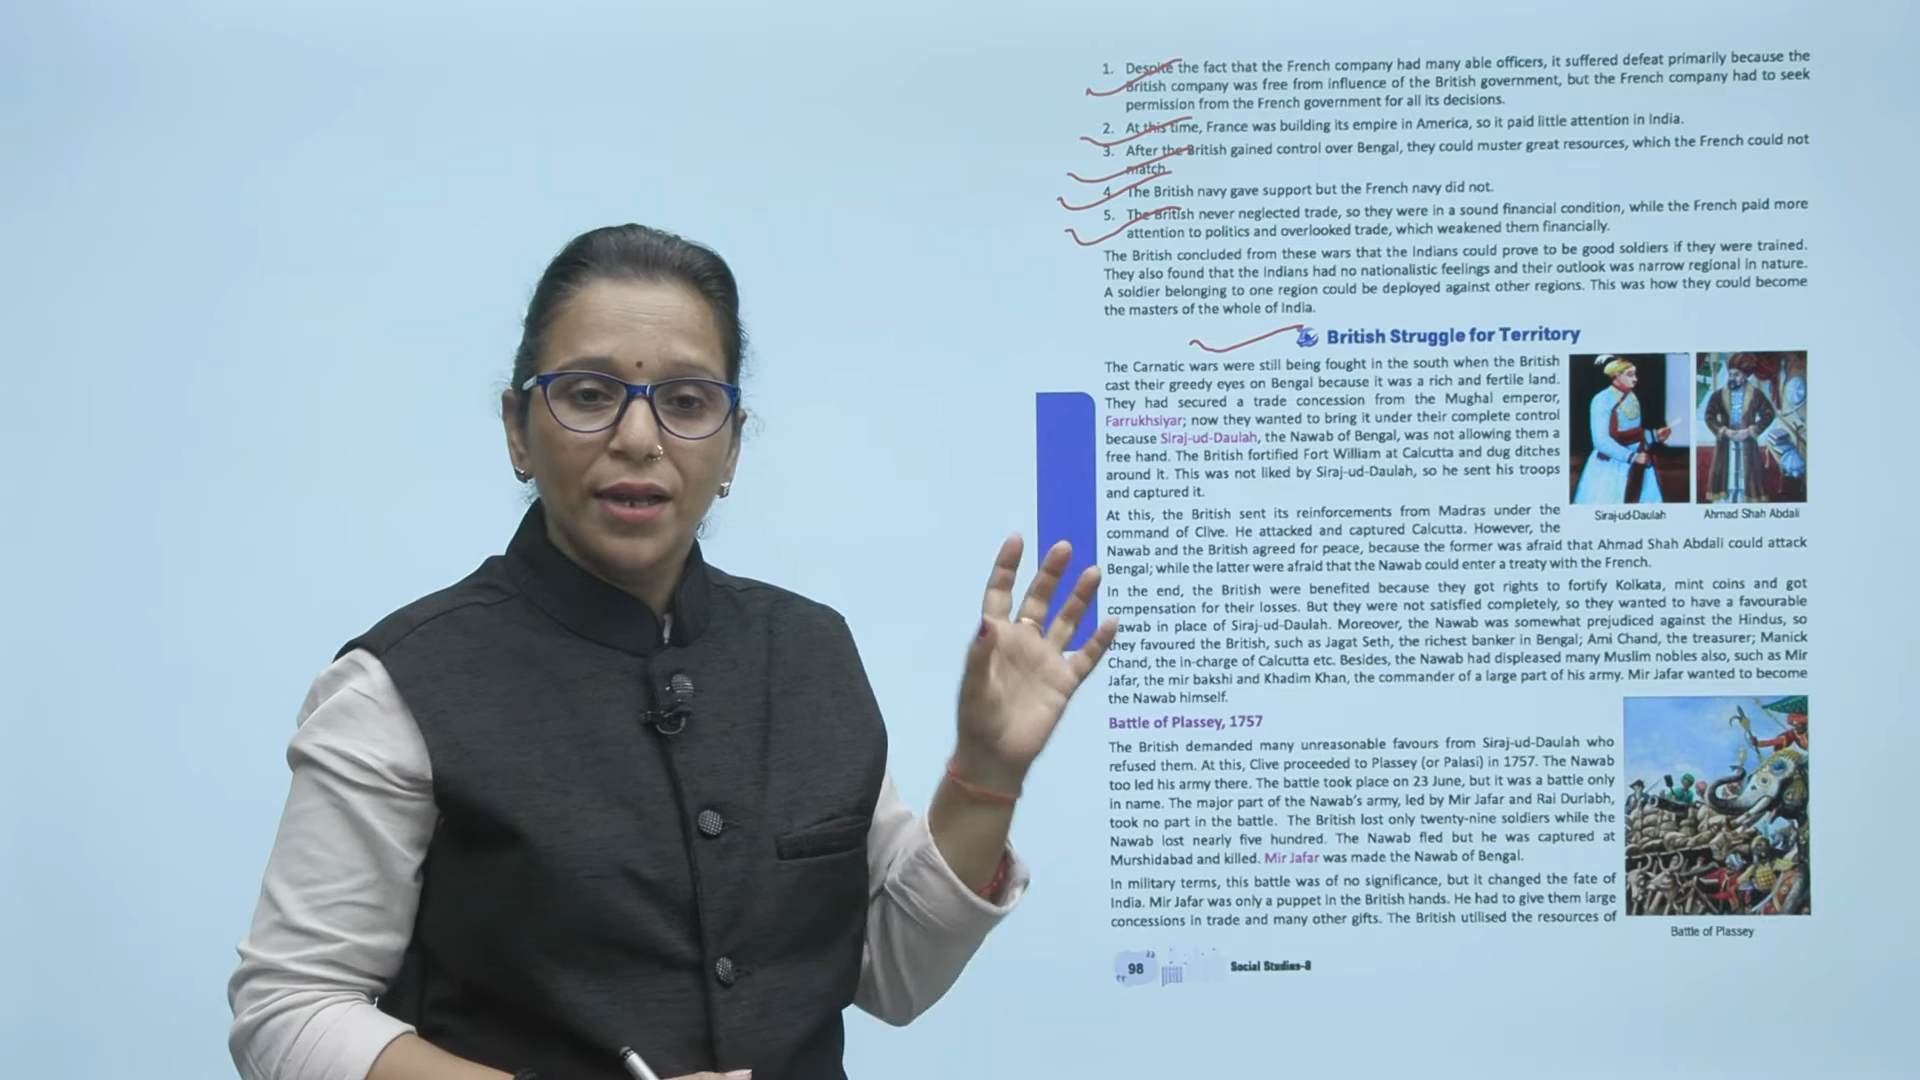 1. Despite the fact that the French company had many able officers, it suffered defeat primarily because the
British company was free from influence of the British government, but the French company had to seek
permission from the French government for all its decisions.
2. At this time, France was building its empire in America, so it paid little attention in India.
3. After the British gained control over Bengal, they could muster great resources, which the French could not
match.
4. The British navy gave support but the French navy did not.
5. The British never neglected trade, so they were in a sound financial condition, while the French paid more
attention to politics and overlooked trade, which weakened them financially.
The British concluded from these wars that the Indians could prove to be good soldiers if they were trained.
They also found that the Indians had no nationalistic feelings and their outlook was narrow regional in nature.
A soldier belonging to one region could be deployed against other regions. This was how they could become
the masters of the whole of India.
British Struggle for Territory
The Carnatic wars were still being fought in the south when the British
cast their greedy eyes on Bengal because it was a rich and fertile land.
They had secured a trade concession from the Mughal emperor,
Farrukhsiyar; now they wanted to bring it under their complete control
because Siraj-ud-Daulah, the Nawab of Bengal, was not allowing them a
free hand. The British fortified Fort William at Calcutta and dug ditches
around it. This was not liked by Siraj-ud-Daulah, so he sent his troops
and captured it.
Siraj-ud-Daulah
Ahmad Shah Abdali
At this, the British sent its reinforcements from Madras under the
command of Clive. He attacked and captured Calcutta. However, the
Nawab and the British agreed for peace, because the former was afraid that Ahmad Shah Abdali could attack
Bengal; while the latter were afraid that the Nawab could enter a treaty with the French.
In the end, the British were benefited because they got rights to fortify Kolkata, mint coins and got
compensation for their losses. But they were not satisfied completely, so they wanted to have a favourable
awab in place of Siraj-ud-Daulah. Moreover, the Nawab was somewhat prejudiced against the Hindus, so
they favoured the British, such as Jagat Seth, the richest banker in Bengal; Ami Chand, the treasurer; Manick
Chand, the in-charge of Calcutta etc. Besides, the Nawab had displeased many Muslim nobles also, such as Mir
Jafar, the mir bakshi and Khadim Khan, the commander of a large part of his army. Mir Jafar wanted to become
the Nawab himself.
Battle of Plassey, 1757
The British demanded many unreasonable favours from Siraj-ud-Daulah who
refused them. At this, Clive proceeded to Plassey (or Palasi) in 1757. The Nawab
too led his army there. The battle took place on 23 June, but it was a battle only
in name. The major part of the Nawab's army, led by Mir Jafar and Rai Durlabh,
took no part in the battle. The British lost only twenty-nine soldiers while the
Nawab lost nearly five hundred. The Nawab fled but he was captured at
Murshidabad and killed. Mir Jafar was made the Nawab of Bengal.
In military terms, this battle was of no significance, but it changed the fate of
India. Mir Jafar was only a puppet in the British hands. He had to give them large
concessions in trade and many other gifts. The British utilised the resources of
Battle of Plassey
98
Social Studies-8